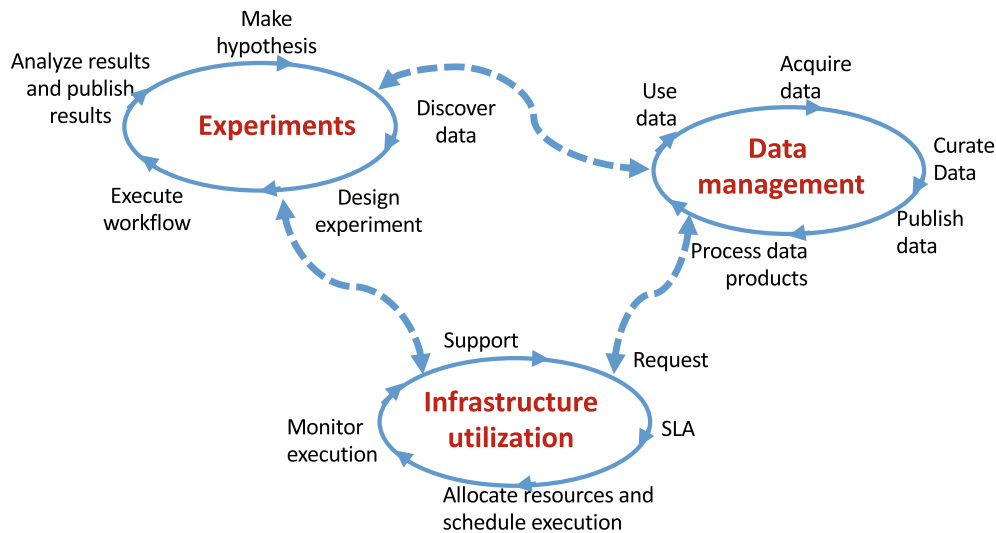 Make
hypothesis
Analyze results
and publish
results
Experiments
Discover
data
Execute
workflow
Design
experiment
Use
data
Acquire
data
Data
management
Curate
Data
Publish
data
Process data
products
Support
Request
Infrastructure
utilization
Monitor
execution
SLA
Allocate resources and
schedule execution